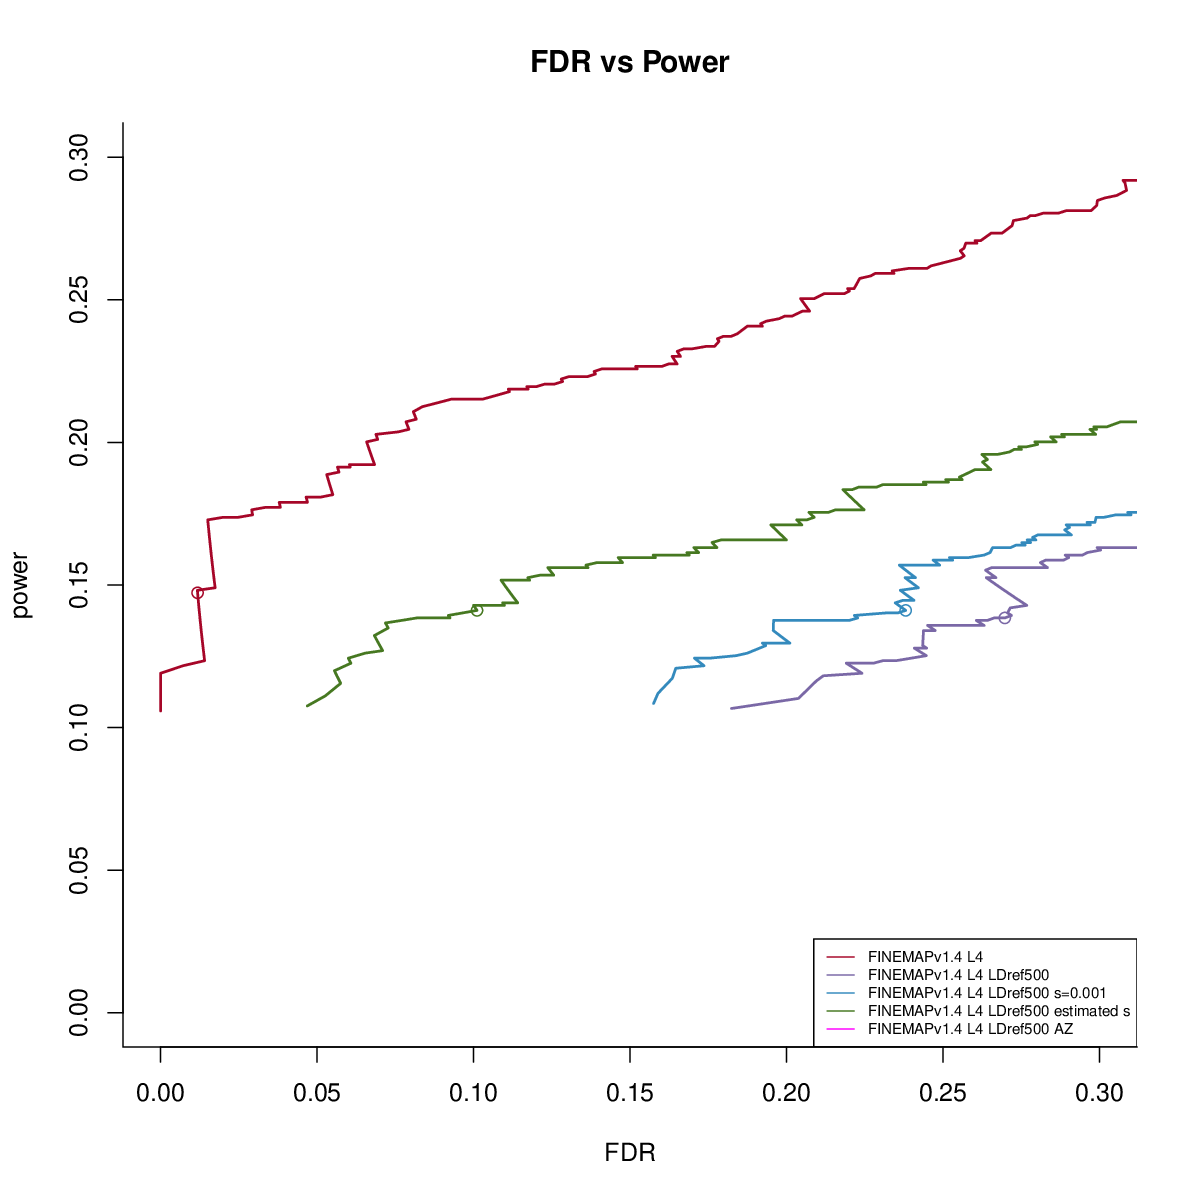 FDR vs Power
power
0.30
0.25
0.20
0.15
0.10
0.05
0.00
FINEMAPv1.4 L4
FINEMAPv1.4 L4 LDref500
FINEMAPv1.4 L4 LDref500 s=0.001
FINEMAPv1.4 L4 LDref500 estimated s
FINEMAPv1.4 L4 LDref500 AZ
0.00 0.05 0.10 0.15 0.20 0.25 0.30
FDR